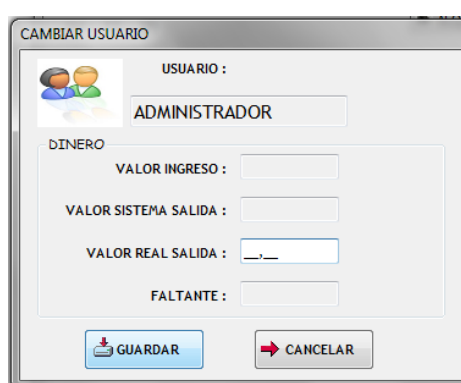 CAMBIAR USUARIO
USUARIO :
ADMINISTRADOR
DINERO
VALOR INGRESO :
VALOR SISTEMA SALIDA :
VALOR REAL SALIDA : __,__
FALTANTE :
GUARDAR
CANCELAR